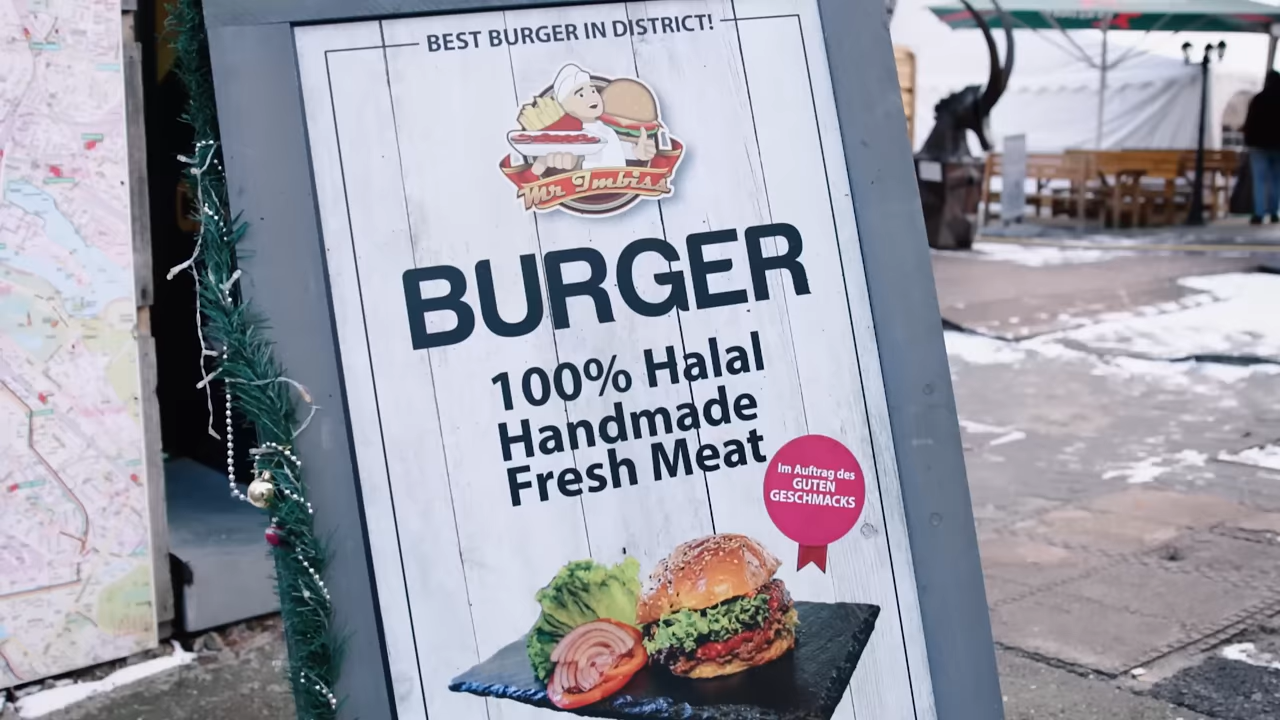 BEST BURGER IN DISTRICT!
Mr Imbiss
BURGER
100% Halal
Handmade
Fresh Meat
Im Auftrag des
GUTEN
GESCHMACKS